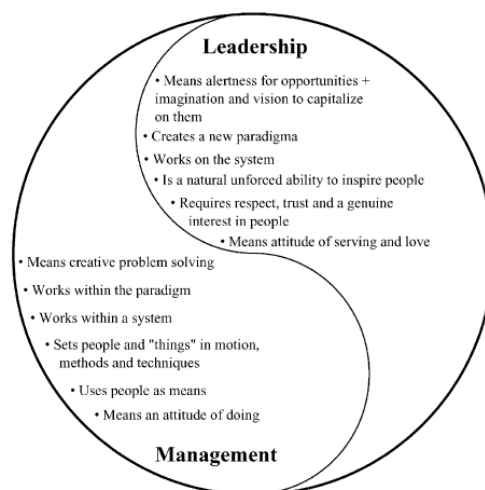 Leadership
• Means alertness for opportunities +
imagination and vision to capitalize
on them
• Creates a new paradigma
• Works on the system
• Is a natural unforced ability to inspire people
• Requires respect, trust and a genuine
interest in people
• Means attitude of serving and love
• Means creative problem solving
• Works within the paradigm
• Works within a system
• Sets people and "things" in motion,
methods and techniques
• Uses people as means
• Means an attitude of doing
Management